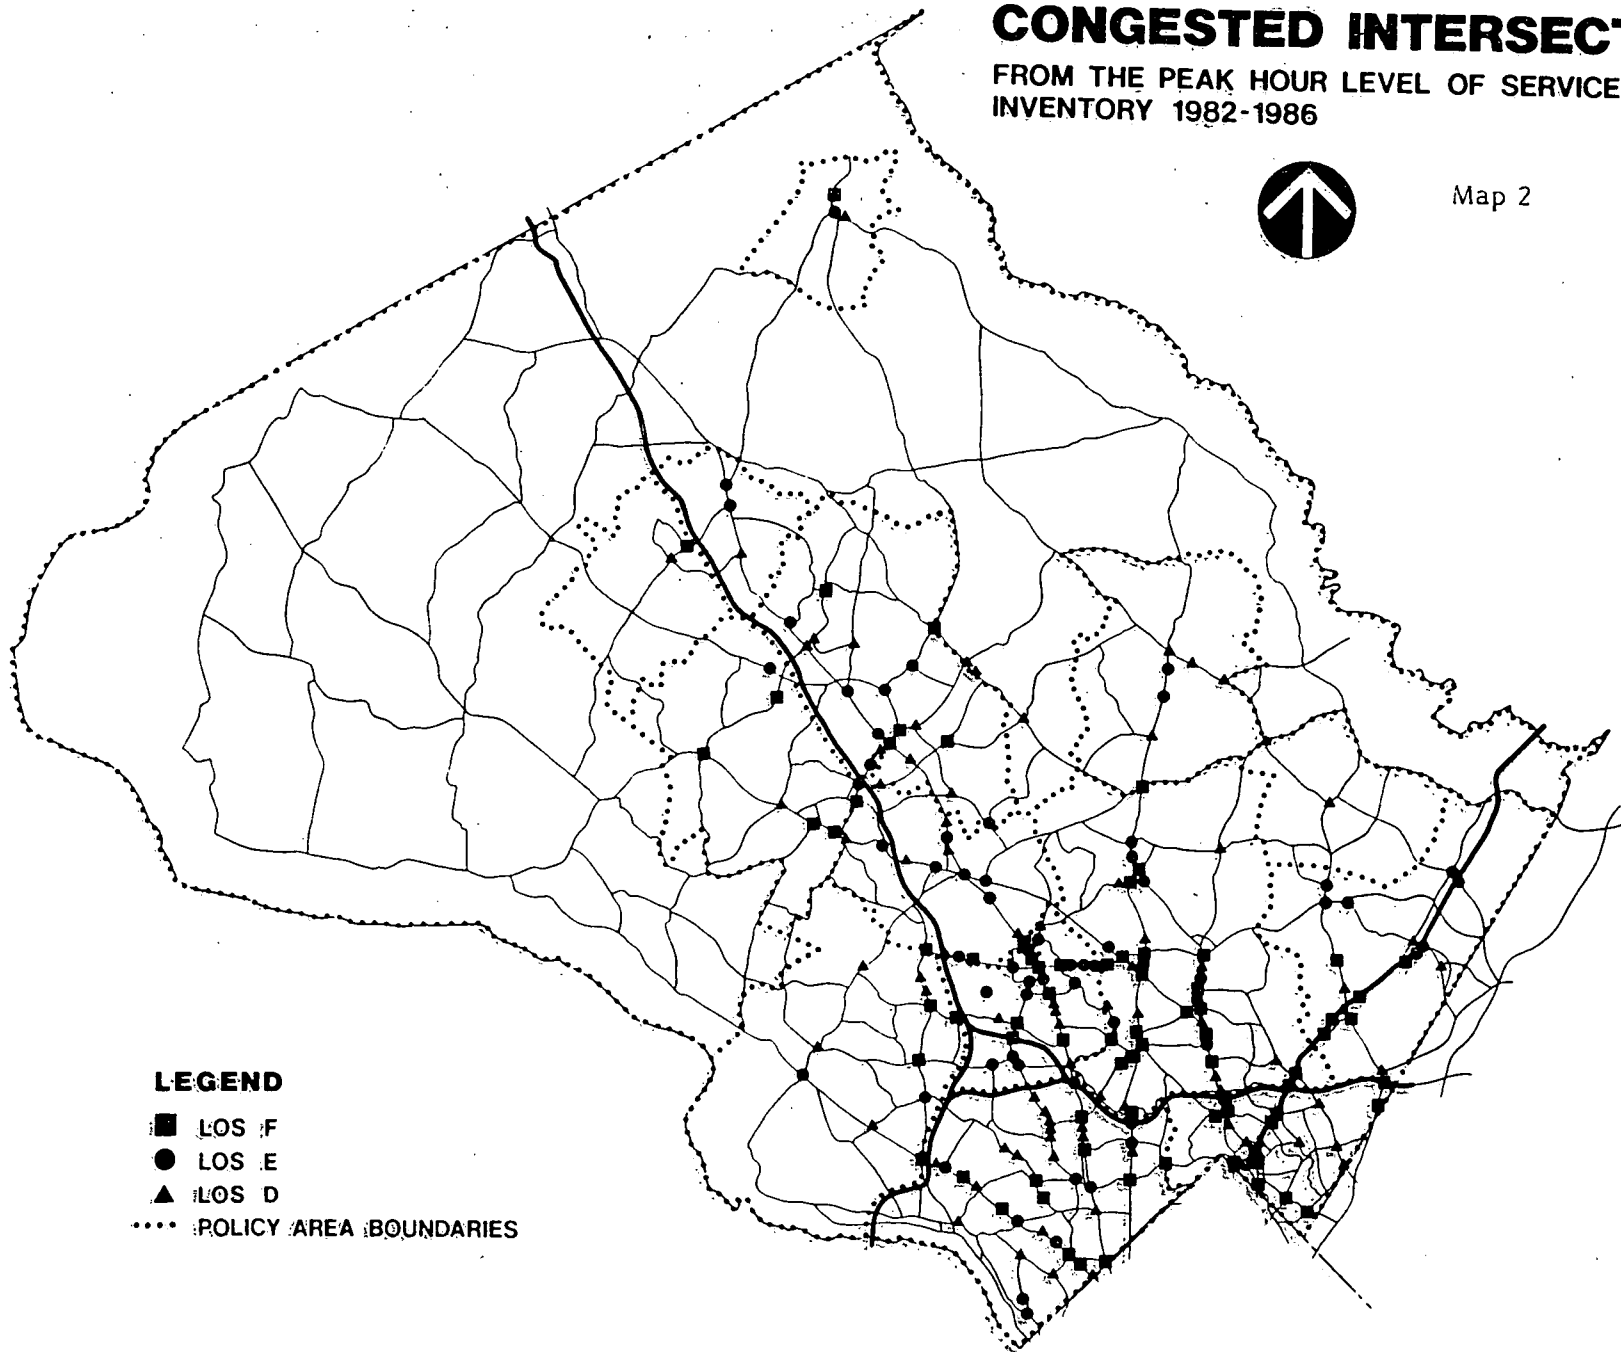 CONGESTED INTERSEC
FROM THE PEAK HOUR LEVEL OF SERVICE
INVENTORY 1982-1986
Map 2
LEGEND
LOS F
LOS E
LOS D
POLICY AREA BOUNDARIES